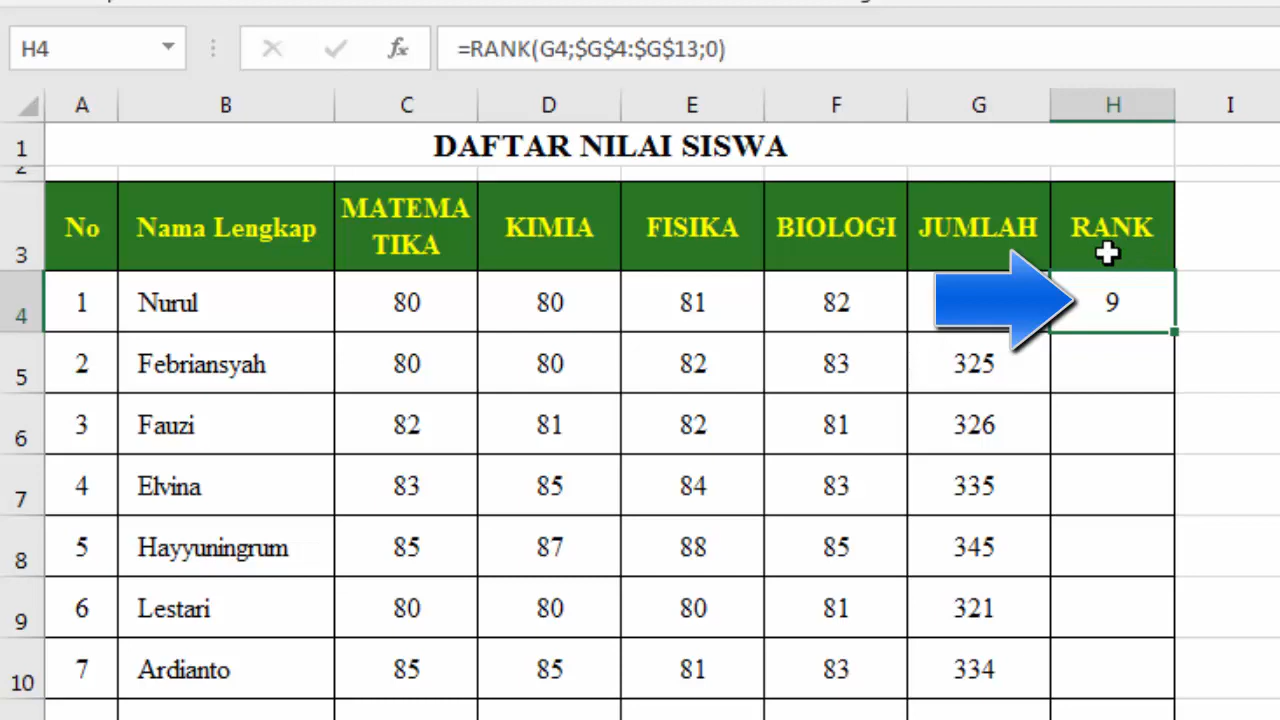 H4 fx =RANK(G4;$G$4:$G$13;0)
A B C D E F G H I
1 DAFTAR NILAI SISWA
2
3 No Nama Lengkap MATEMA TIKA KIMIA FISIKA BIOLOGI JUMLAH RANK
4 1 Nurul 80 80 81 82 9
5 2 Febriansyah 80 80 82 83 325
6 3 Fauzi 82 81 82 81 326
7 4 Elvina 83 85 84 83 335
8 5 Hayyuningrum 85 87 88 85 345
9 6 Lestari 80 80 80 81 321
10 7 Ardianto 85 85 81 83 334